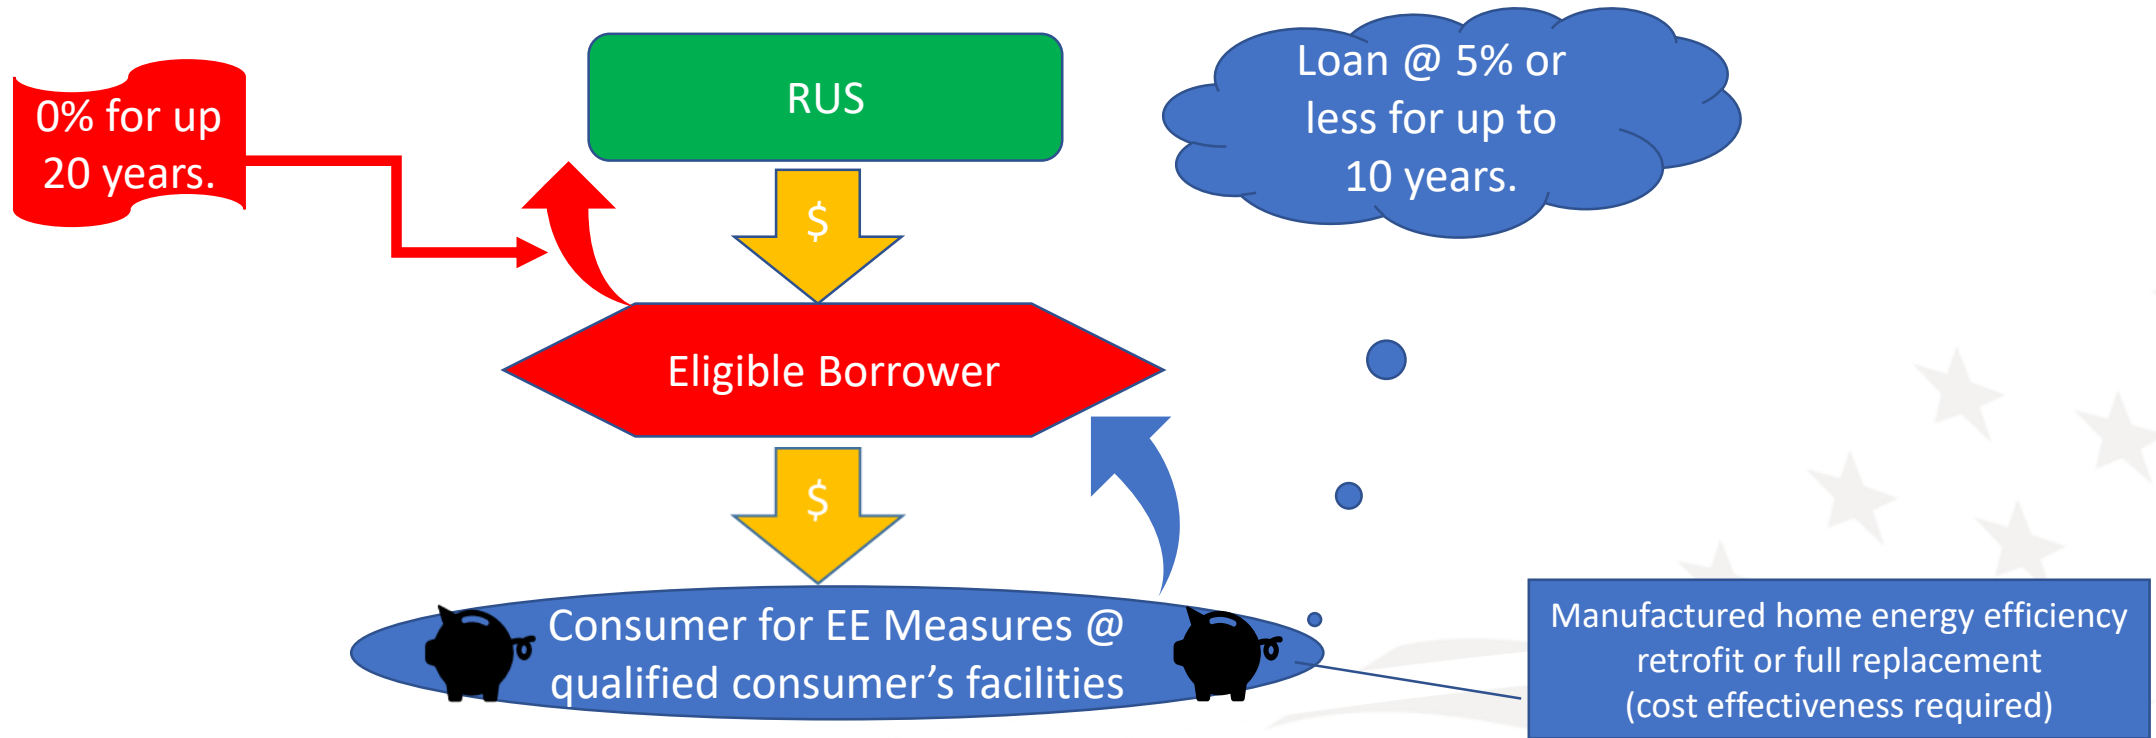 0% for up
20 years.
RUS
Loan @ 5% or
less for up to
10 years.
$
Eligible Borrower
$
Consumer for EE Measures @
qualified consumer’s facilities
Manufactured home energy efficiency
retrofit or full replacement
(cost effectiveness required)